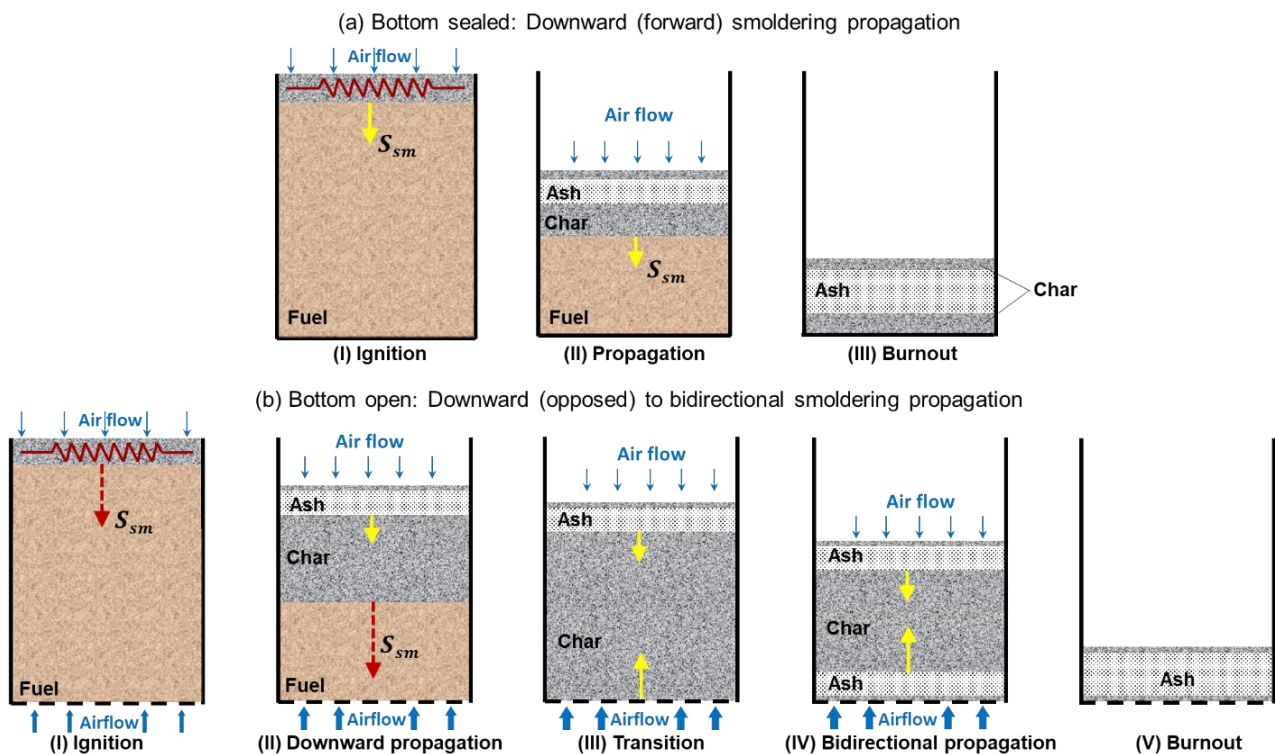 (a) Bottom sealed: Downward (forward) smoldering propagation
Air flow
S_sm
Fuel
(I) Ignition
Air flow
Ash
Char
S_sm
Fuel
(II) Propagation
Ash
Char
(III) Burnout
(b) Bottom open: Downward (opposed) to bidirectional smoldering propagation
Air flow
S_sm
Fuel
Airflow
(I) Ignition
Air flow
Ash
Char
S_sm
Fuel
Airflow
(II) Downward propagation
Air flow
Ash
Char
Airflow
(III) Transition
Air flow
Ash
Char
Ash
Airflow
(IV) Bidirectional propagation
Ash
(V) Burnout